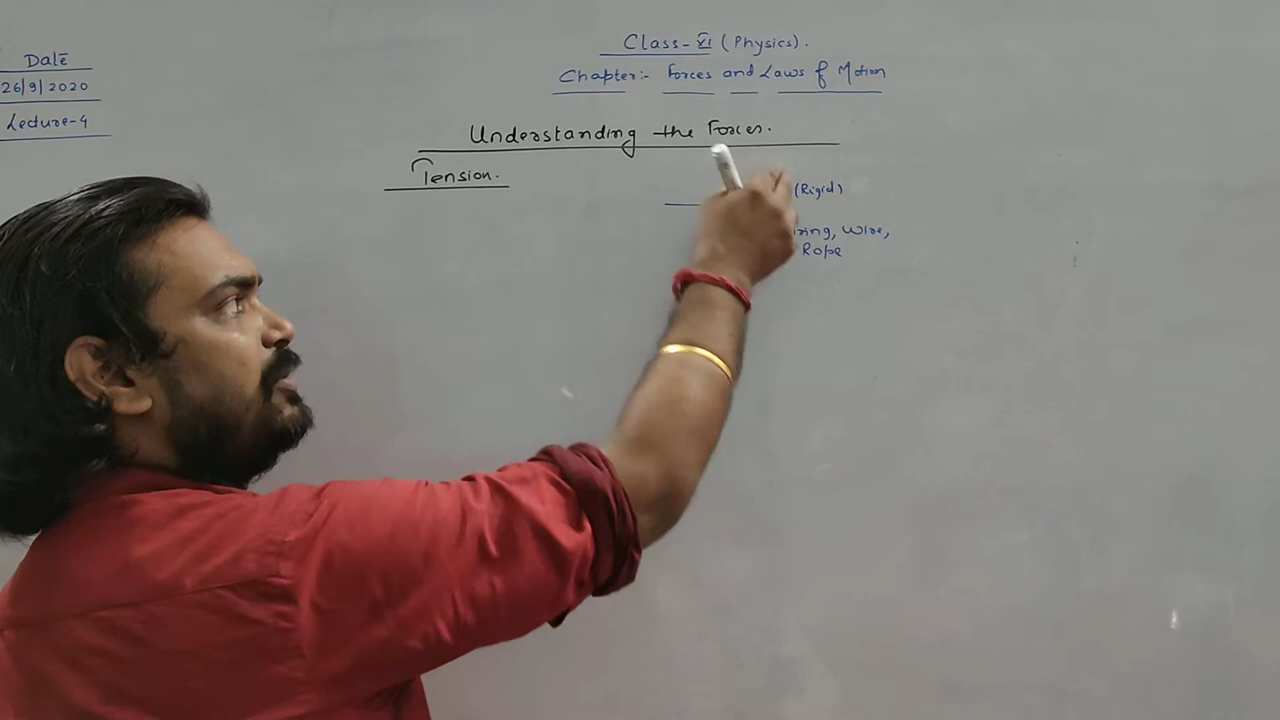 Date
26/9/2020
Lecture-4
Class-XI (Physics).
Chapter:- Forces and Laws of Motion
Understanding the Forces.
Tension.
(Rigid)
Wire,
Rope